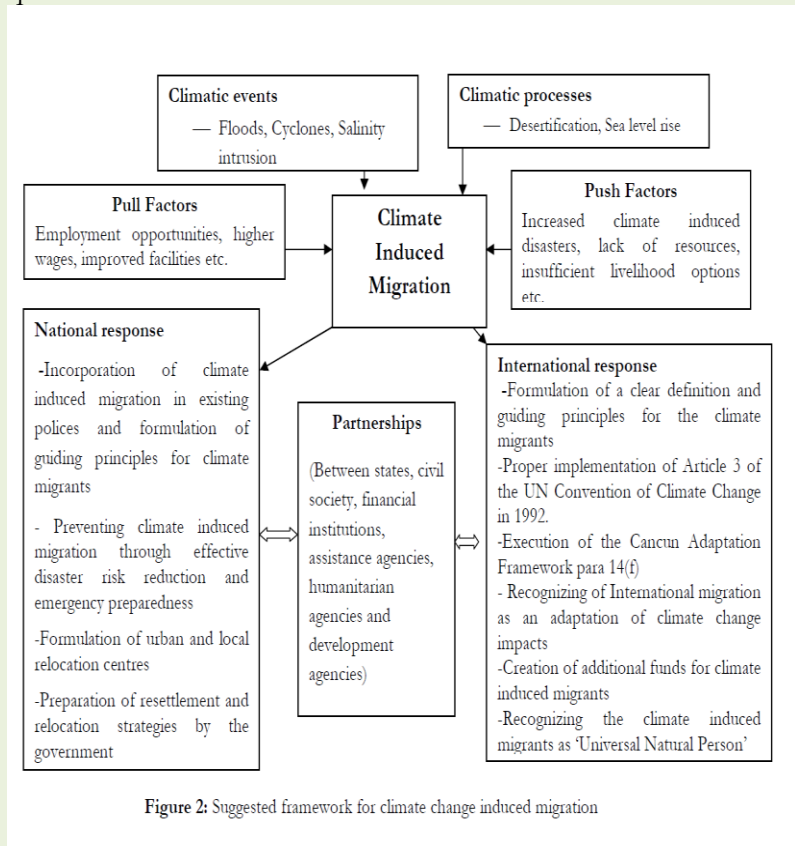 Climatic events
— Floods, Cyclones, Salinity
intrusion
Climatic processes
— Desertification, Sea level rise
Pull Factors
Employment opportunities, higher
wages, improved facilities etc.
Climate
Induced
Migration
Push Factors
Increased climate induced
disasters, lack of resources,
insufficient livelihood options
etc.
National response
-Incorporation of climate
induced migration in existing
polices and formulation of
guiding principles for climate
migrants
- Preventing climate induced
migration through effective
disaster risk reduction and
emergency preparedness
-Formulation of urban and local
relocation centres
-Preparation of resettlement and
relocation strategies by the
government
Partnerships
(Between states, civil
society, financial
institutions,
assistance agencies,
humanitarian
agencies and
development
agencies)
International response
-Formulation of a clear definition and
guiding principles for the climate
migrants
-Proper implementation of Article 3 of
the UN Convention of Climate Change
in 1992.
-Execution of the Cancun Adaptation
Framework para 14(f)
- Recognizing of International migration
as an adaptation of climate change
impacts
-Creation of additional funds for climate
induced migrants
-Recognizing the climate induced
migrants as ‘Universal Natural Person’
Figure 2: Suggested framework for climate change induced migration